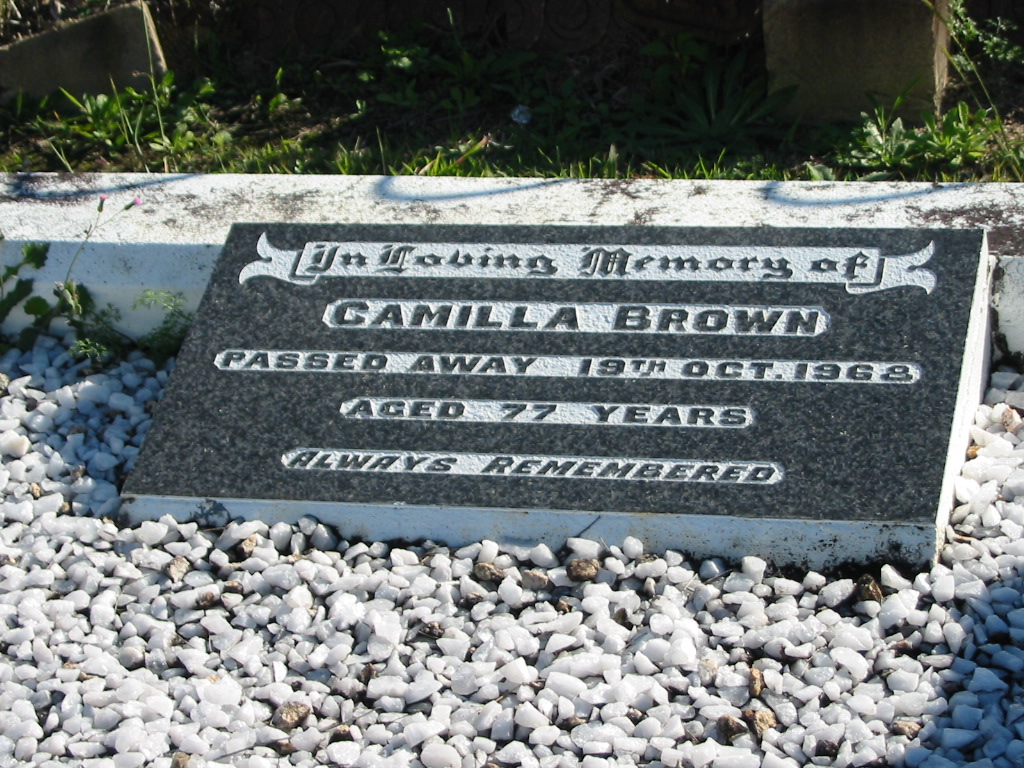 In Loving Memory of
CAMILLA BROWN
PASSED AWAY 19TH OCT. 1968
AGED 77 YEARS
ALWAYS REMEMBERED